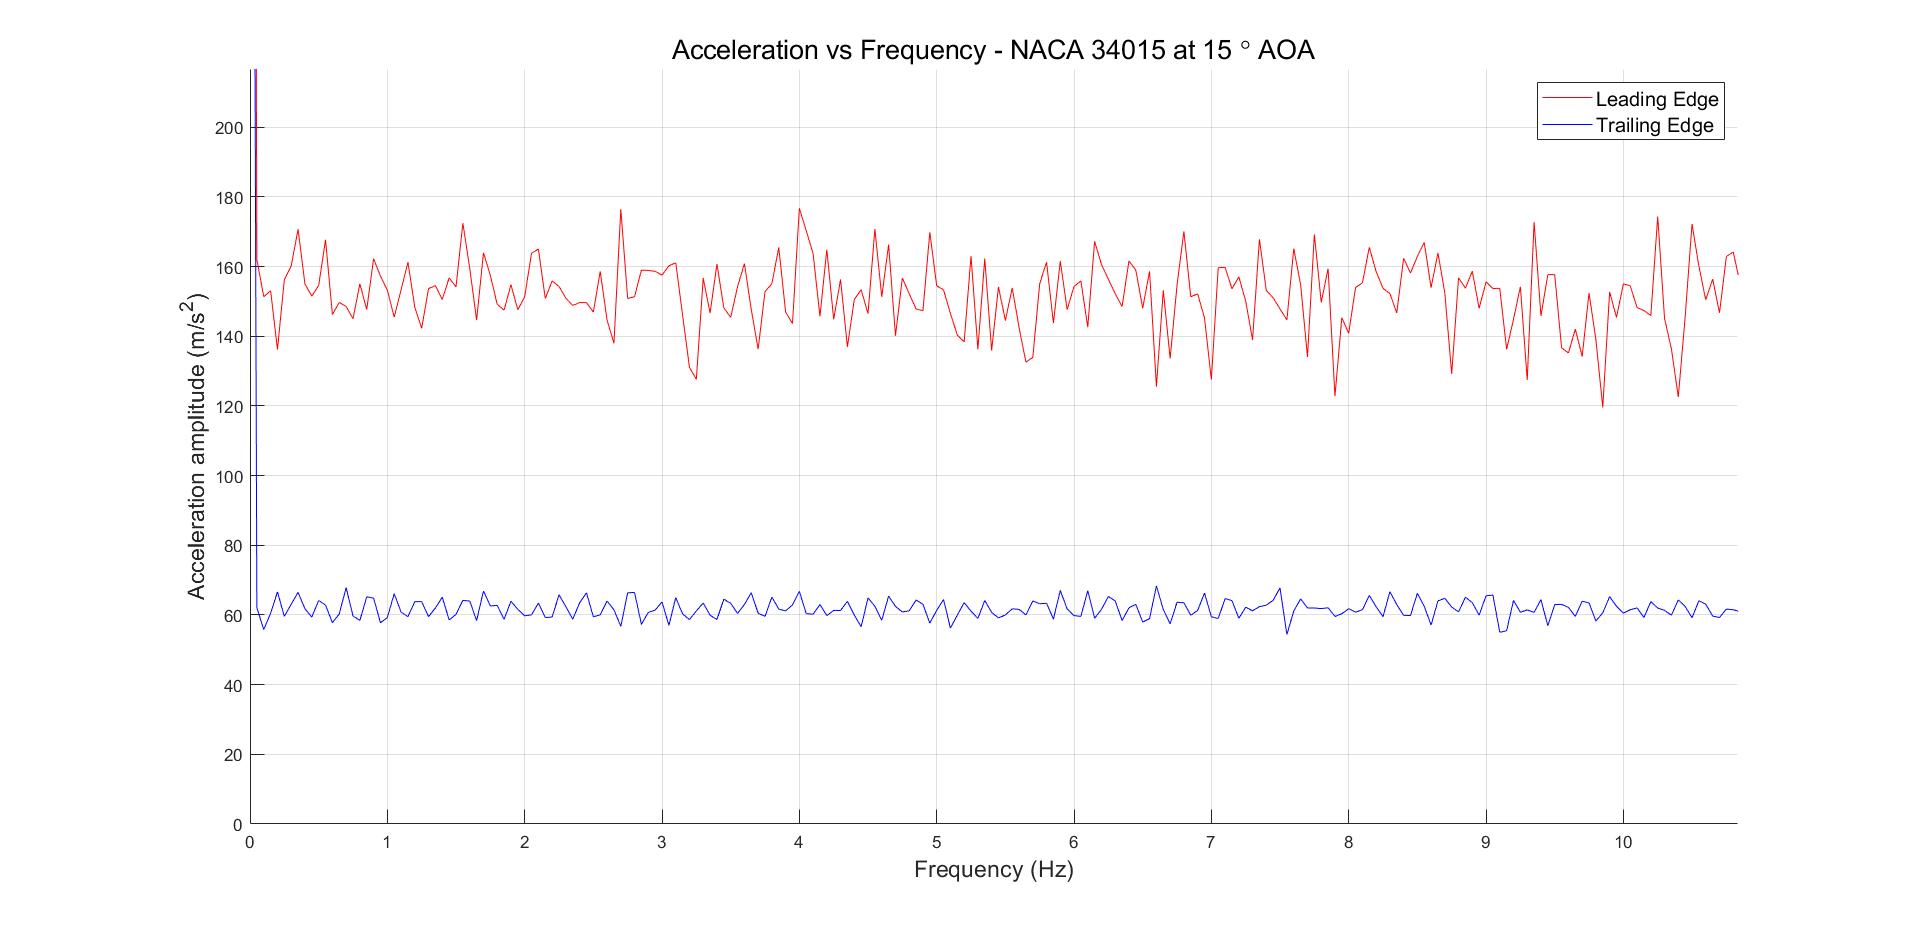 Acceleration vs Frequency - NACA 34015 at 15 ° AOA
Leading Edge
Trailing Edge
Acceleration amplitude (m/s²)
200
180
160
140
120
100
80
60
40
20
0
0 1 2 3 4 5 6 7 8 9 10
Frequency (Hz)